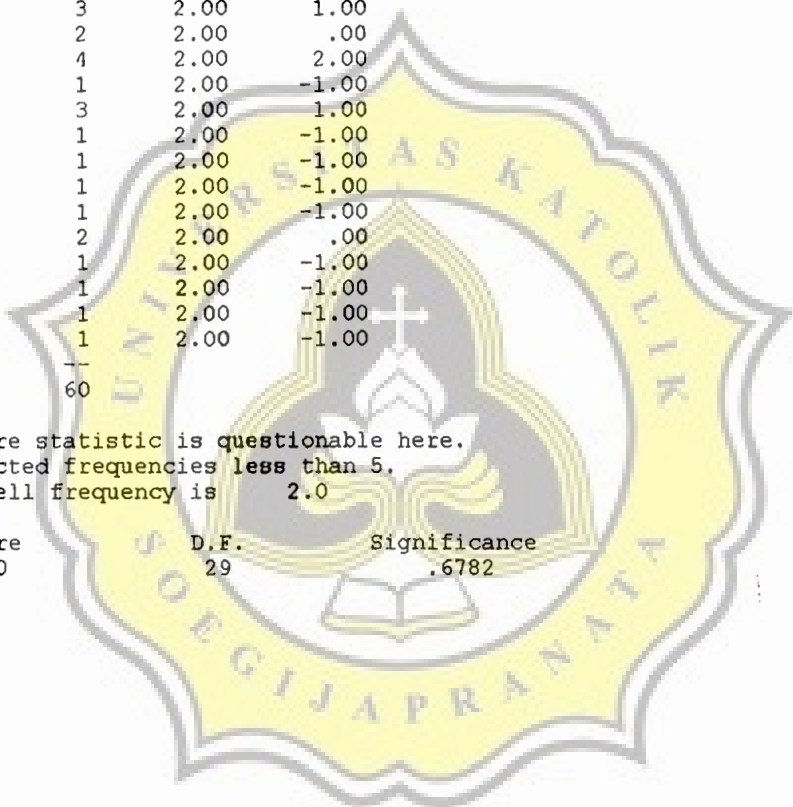 3 2.00 1.00
2 2.00 .00
4 2.00 2.00
1 2.00 -1.00
3 2.00 1.00
1 2.00 -1.00
1 2.00 -1.00
1 2.00 -1.00
1 2.00 -1.00
2 2.00 .00
1 2.00 -1.00
1 2.00 -1.00
1 2.00 -1.00
1 2.00 -1.00
--
60
re statistic is questionable here.
cted frequencies less than 5.
ell frequency is 2.0
re D.F. Significance
0 29 .6782
UNIVERSITAS KATOLIK
SOEGIJAPRANATA